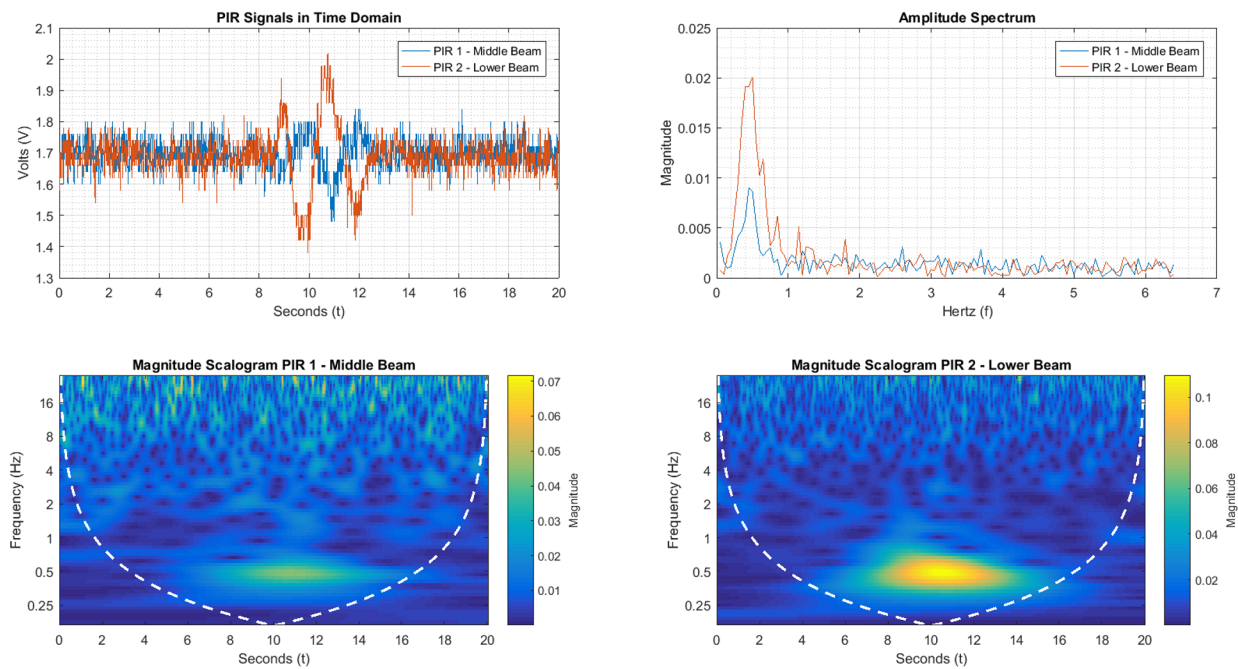 PIR Signals in Time Domain
2.1
2
1.9
1.8
1.7
1.6
1.5
1.4
1.3
Volts (V)
PIR 1 - Middle Beam
PIR 2 - Lower Beam
0 2 4 6 8 10 12 14 16 18 20
Seconds (t)
Amplitude Spectrum
0.025
0.02
0.015
0.01
0.005
0
Magnitude
PIR 1 - Middle Beam
PIR 2 - Lower Beam
0 1 2 3 4 5 6 7
Hertz (f)
Magnitude Scalogram PIR 1 - Middle Beam
16
8
4
2
1
0.5
0.25
Frequency (Hz)
0 2 4 6 8 10 12 14 16 18 20
Seconds (t)
0.07
0.06
0.05
0.04
0.03
0.02
0.01
Magnitude
Magnitude Scalogram PIR 2 - Lower Beam
16
8
4
2
1
0.5
0.25
Frequency (Hz)
0 2 4 6 8 10 12 14 16 18 20
Seconds (t)
0.1
0.08
0.06
0.04
0.02
Magnitude